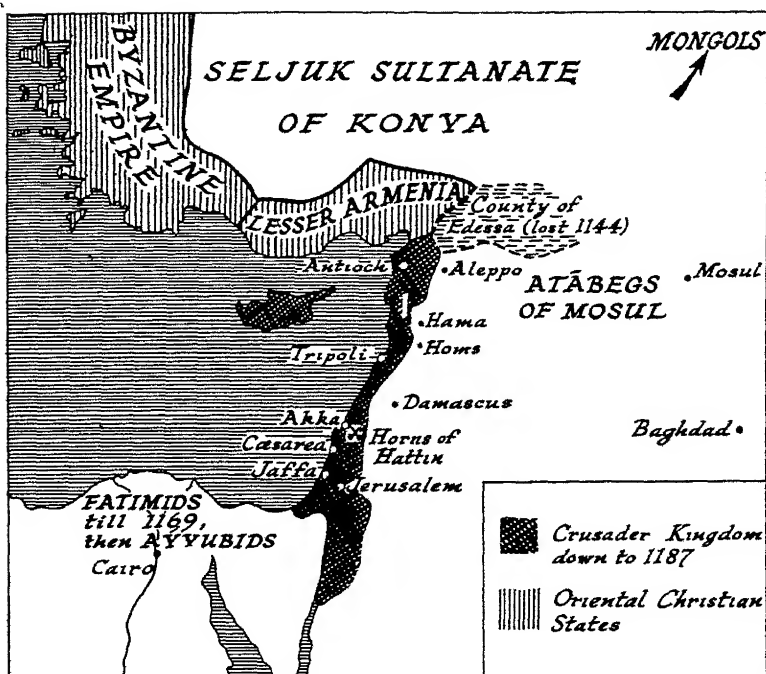 BYZANTINE
EMPIRE
SELJUK SULTANATE
OF KONYA
MONGOLS
LESSER ARMENIA
County of
Edessa (lost 1144)
Antioch
Aleppo
ATĀBEGS
OF MOSUL
Mosul
Hama
Homs
Tripoli
Damascus
Akka
Cæsarea
Horns of
Hattin
Baghdad
Jaffa
Jerusalem
FATIMIDS
till 1169,
then AYYUBIDS
Cairo
Crusader Kingdom
down to 1187
Oriental Christian
States